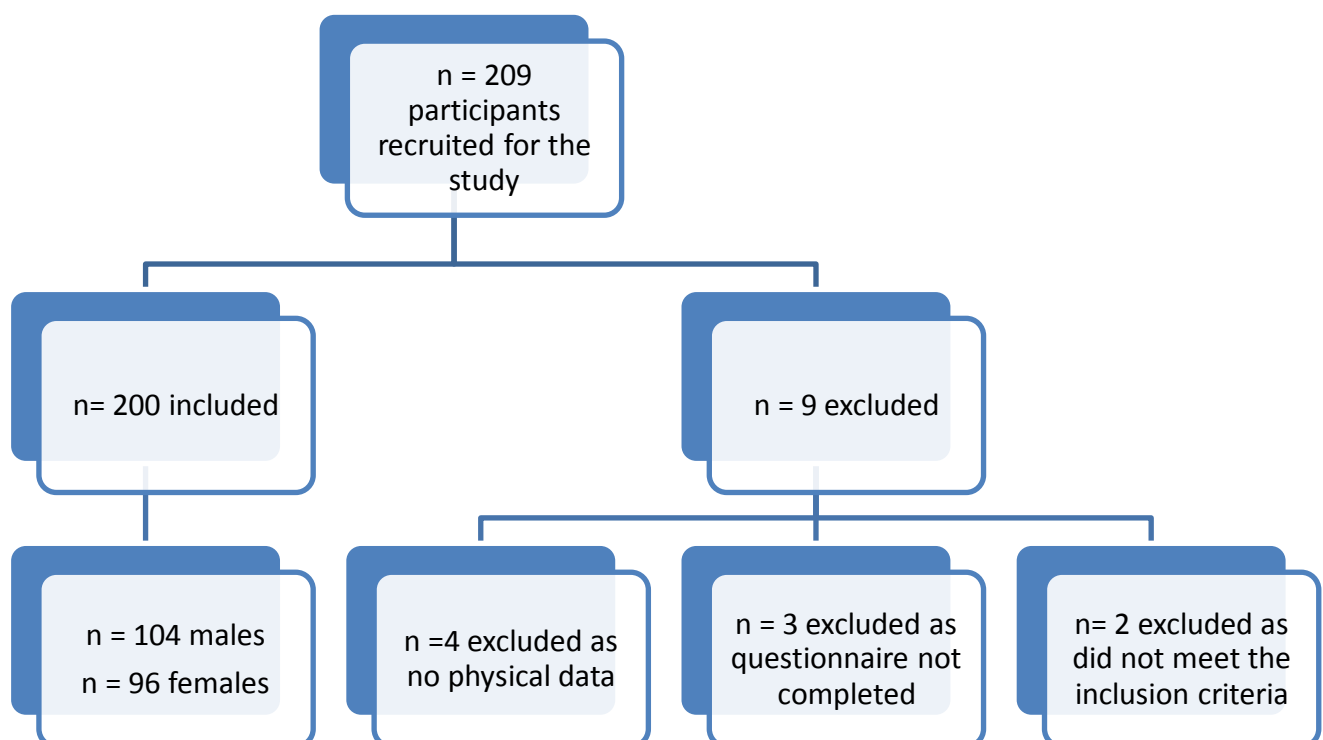 n = 209
participants
recruited for the
study
n= 200 included
n = 9 excluded
n = 104 males
n = 96 females
n =4 excluded as
no physical data
n = 3 excluded as
questionnaire not
completed
n= 2 excluded as
did not meet the
inclusion criteria